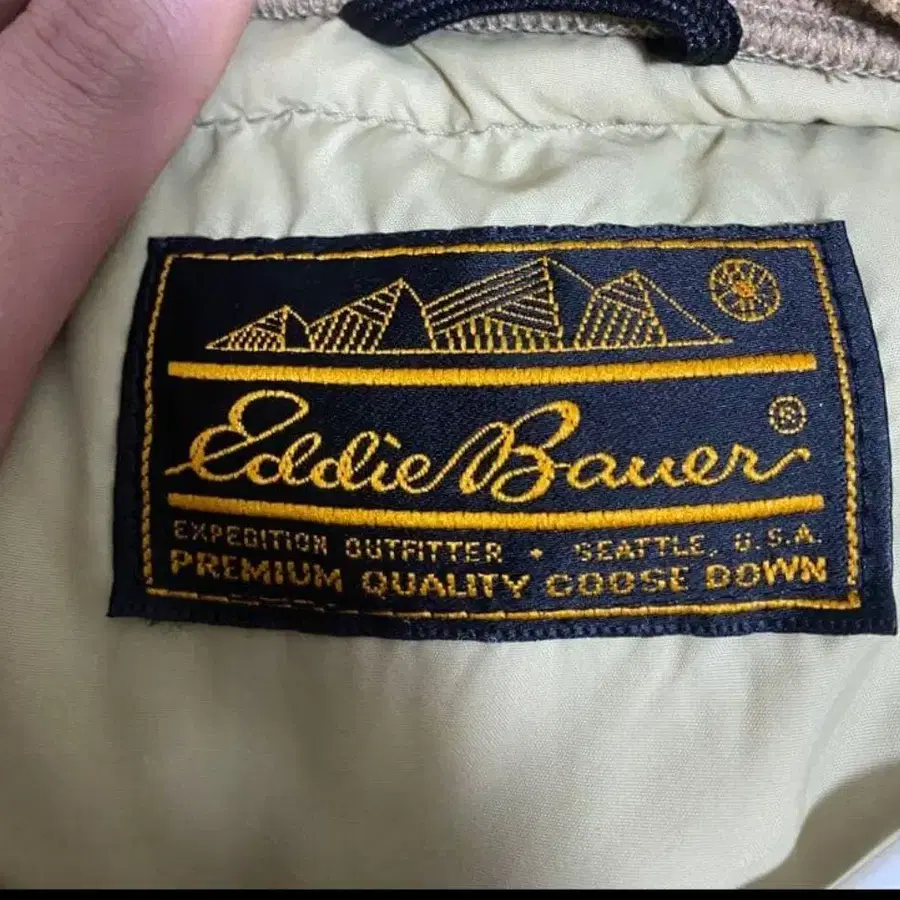 Eddie Bauer ®
EXPEDITION OUTFITTER • SEATTLE, U.S.A.
PREMIUM QUALITY GOOSE DOWN